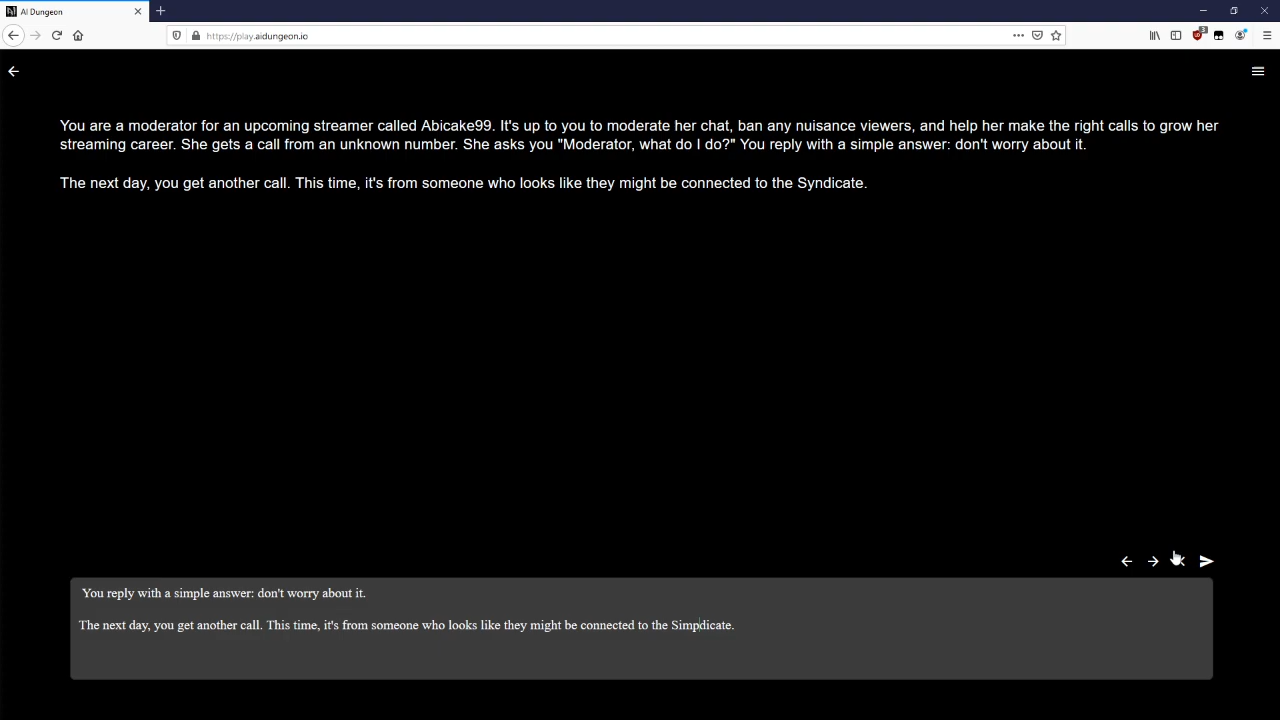 AI Dungeon
https://play.aidungeon.io
3
You are a moderator for an upcoming streamer called Abicake99. It's up to you to moderate her chat, ban any nuisance viewers, and help her make the right calls to grow her
streaming career. She gets a call from an unknown number. She asks you "Moderator, what do I do?" You reply with a simple answer: don't worry about it.
The next day, you get another call. This time, it's from someone who looks like they might be connected to the Syndicate.
You reply with a simple answer: don't worry about it.
The next day, you get another call. This time, it's from someone who looks like they might be connected to the Simpdicate.